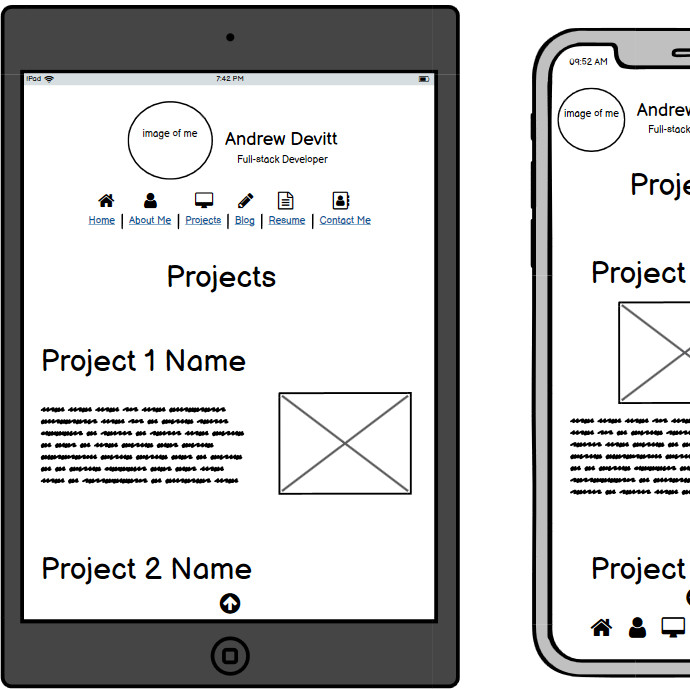 iPad
7:42 PM
image of me
Andrew Devitt
Full-stack Developer
Home | About Me | Projects | Blog | Resume | Contact Me
Projects
Project 1 Name
Project 2 Name
09:52 AM
image of me
Andrew
Full-stack
Proje
Project
Project